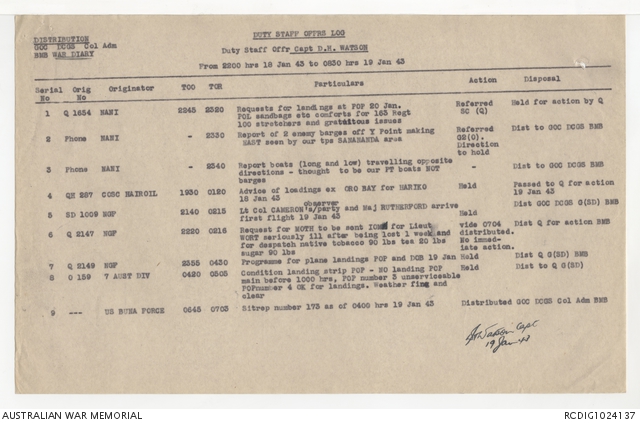 DISTRIBUTION
GOC DCGS Col Adm
BMB WAR DIARY
DUTY STAFF OFFRS LOG
Duty Staff Offr Capt D.H. WATSON
From 2200 hrs 18 Jan 43 to 0830 hrs 19 Jan 43
Serial No Orig No Originator TOO TOR Particulars Action Disposal
1 Q 1654 NANI 2245 2320 Requests for landings at POP 20 Jan. Referred Held for action by Q
POL sandbags etc comforts for 163 Regt SC (Q)
100 stretchers and gratuitous issues
2 Phone NANI - 2330 Report of 2 enemy barges off Y Point making Referred Dist to GOC DCGS BMB
EAST seen by our tps SANANANDA area G2(O).
Direction
to hold
3 Phone NANI - 2340 Report boats (long and low) travelling opposite - Dist to GOC DCGS BMB
directions - thought to be our PT boats NOT
barges
4 QH 287 COSC HAIROIL 1930 0120 Advice of loadings ex ORO BAY for HARIKO Held Passed to Q for action
18 Jan 43 19 Jan 43
observer
5 SD 1009 NGF 2140 0215 Lt Col CAMERON's/party and Maj RUTHERFORD arrive Held Dist GOC DCGS G(SD) BMB
first flight 19 Jan 43
6 Q 2147 NGF 2220 0216 Request for MOTH to be sent IOMA for Lieut vide 0704 Dist Q for action BMB
WORT seriously ill after being lost 1 week and distributed.
for despatch native tobacco 90 lbs tea 20 lbs No immed-
sugar 90 lbs iate action.
7 Q 2149 NGF 2355 0430 Programme for plane landings POP and DOB 19 Jan Held Dist Q G(SD) BMB
8 O 159 7 AUST DIV 0420 0505 Condition landing strip POP - NO landing POP Held Dist to Q G(SD)
main before 1000 hrs, POP number 3 unserviceable
POPnumber 4 OK for landings. Weather fine and
clear
9 --- US BUNA FORCE 0645 0703 Sitrep number 173 as of 0400 hrs 19 Jan 43 Distributed GOC DCGS Col Adm BMB
Watson Capt
19 Jan 43
AUSTRALIAN WAR MEMORIAL
RCDIG1024137